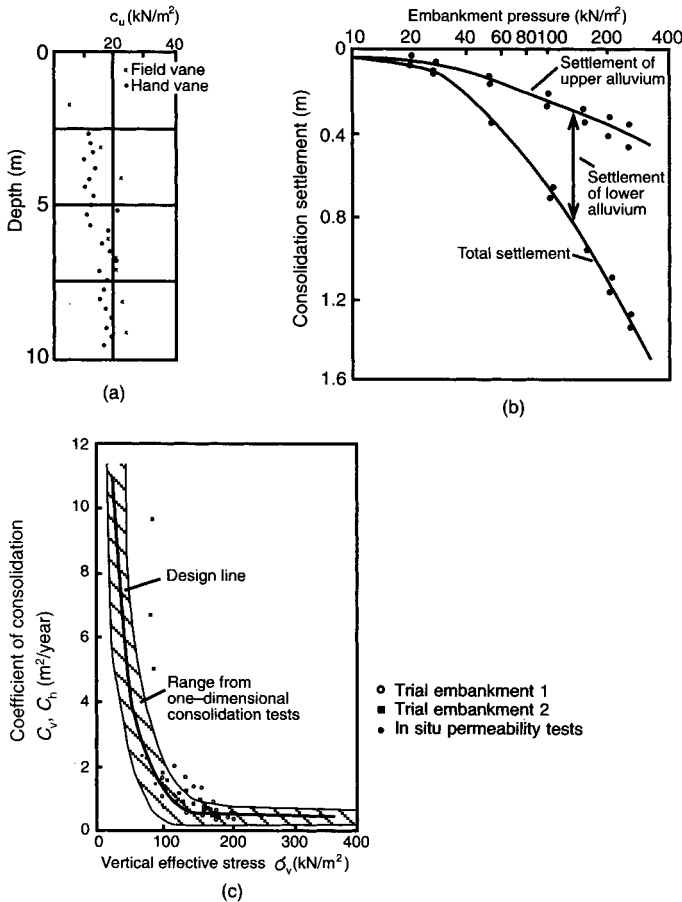 c_u (kN/m²)
0 20 40
0
× Field vane
• Hand vane
5
10
Depth (m)
(a)
Embankment pressure (kN/m²)
10 20 40 60 80 100 200 400
0
0.4
0.8
1.2
1.6
Consolidation settlement (m)
Settlement of
upper alluvium
Settlement
of lower
alluvium
Total settlement
(b)
12
10
8
6
4
2
0
Coefficient of consolidation
C_v, C_h (m²/year)
Design line
Range from
one–dimensional
consolidation tests
0 100 200 300 400
Vertical effective stress σ_v (kN/m²)
(c)
Trial embankment 1
Trial embankment 2
In situ permeability tests